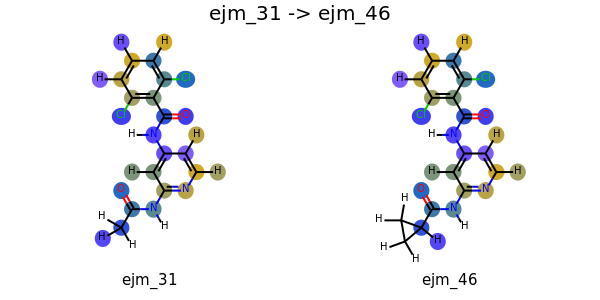 ejm_31 -> ejm_46
H H H H
H Cl H Cl
Cl O Cl O
H N H N
H H
H H H H
O N O N
N N
H H H
H H H H H
H
ejm_31 ejm_46